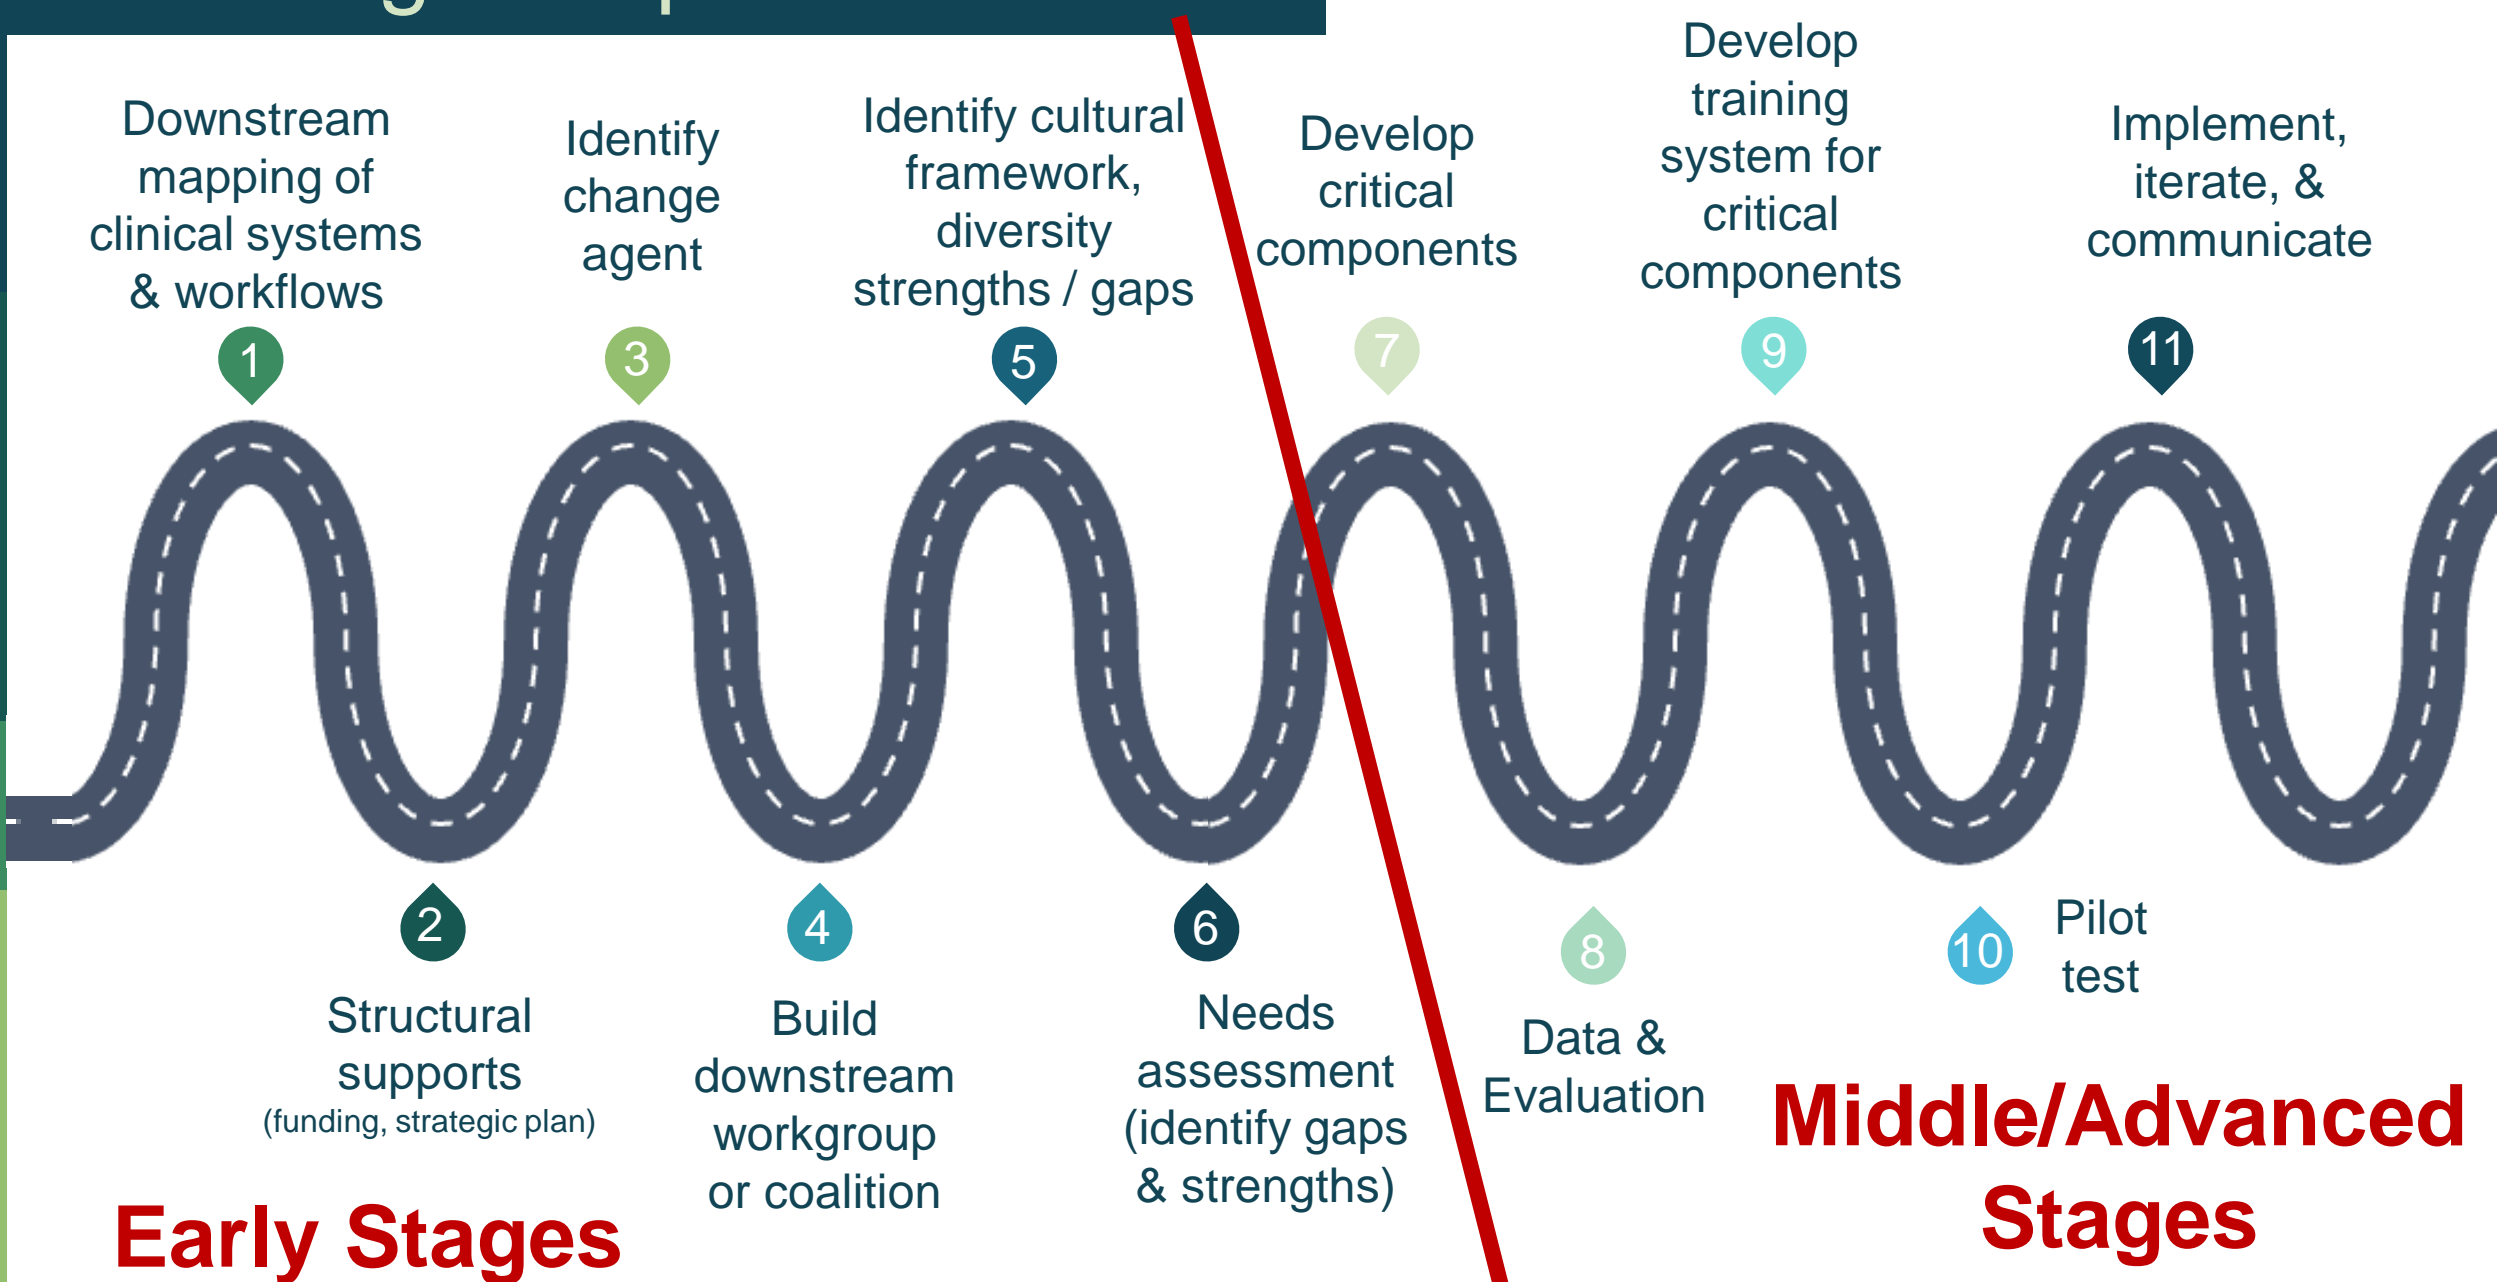 Downstream
mapping of
clinical systems
& workflows
1
Structural
supports
(funding, strategic plan)
2
Identify
change
agent
3
Build
downstream
workgroup
or coalition
4
Identify cultural
framework,
diversity
strengths / gaps
5
Needs
assessment
(identify gaps
& strengths)
6
Develop
critical
components
7
Data &
Evaluation
8
Develop
training
system for
critical
components
9
Pilot
test
10
Implement,
iterate, &
communicate
11
Early Stages
Middle/Advanced
Stages